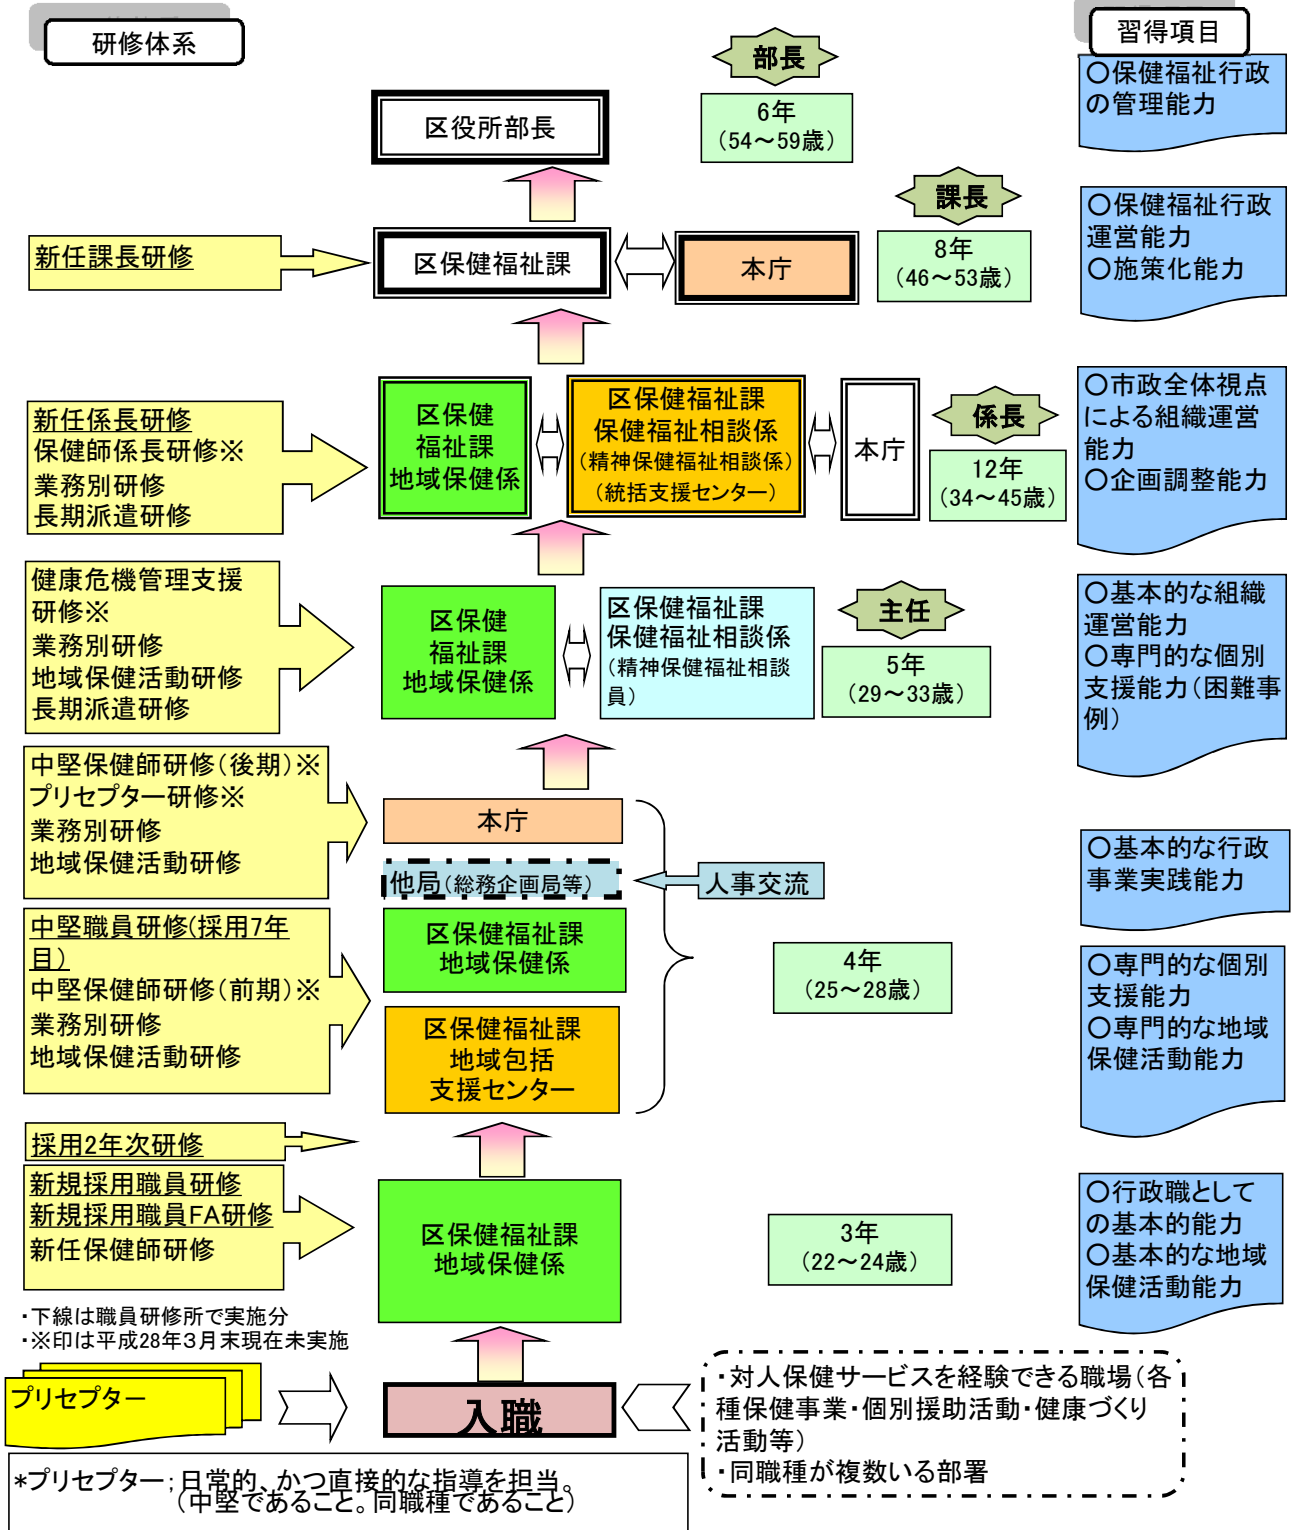 研修体系
習得項目
部長
6年
（54～59歳）
〇保健福祉行政
の管理能力
区役所部長
課長
8年
（46～53歳）
〇保健福祉行政
運営能力
〇施策化能力
新任課長研修
区保健福祉課
本庁
新任係長研修
保健師係長研修※
業務別研修
長期派遣研修
区保健
福祉課
地域保健係
区保健福祉課
保健福祉相談係
（精神保健福祉相談係）
（統括支援センター）
本庁
係長
12年
（34～45歳）
〇市政全体視点
による組織運営
能力
〇企画調整能力
健康危機管理支援
研修※
業務別研修
地域保健活動研修
長期派遣研修
区保健
福祉課
地域保健係
区保健福祉課
保健福祉相談係
（精神保健福祉相談
員）
主任
5年
（29～33歳）
〇基本的な組織
運営能力
〇専門的な個別
支援能力（困難事
例）
中堅保健師研修（後期）※
プリセプター研修※
業務別研修
地域保健活動研修
本庁
他局（総務企画局等）
人事交流
〇基本的な行政
事業実践能力
中堅職員研修(採用7年
目)
中堅保健師研修（前期）※
業務別研修
地域保健活動研修
区保健福祉課
地域保健係
区保健福祉課
地域包括
支援センター
4年
（25～28歳）
〇専門的な個別
支援能力
〇専門的な地域
保健活動能力
採用2年次研修
新規採用職員研修
新規採用職員FA研修
新任保健師研修
区保健福祉課
地域保健係
3年
（22～24歳）
〇行政職として
の基本的能力
〇基本的な地域
保健活動能力
・下線は職員研修所で実施分
・※印は平成28年3月末現在未実施
プリセプター
入職
・対人保健サービスを経験できる職場（各
種保健事業・個別援助活動・健康づくり
活動等）
・同職種が複数いる部署
*プリセプター；日常的、かつ直接的な指導を担当。
（中堅であること。同職種であること）